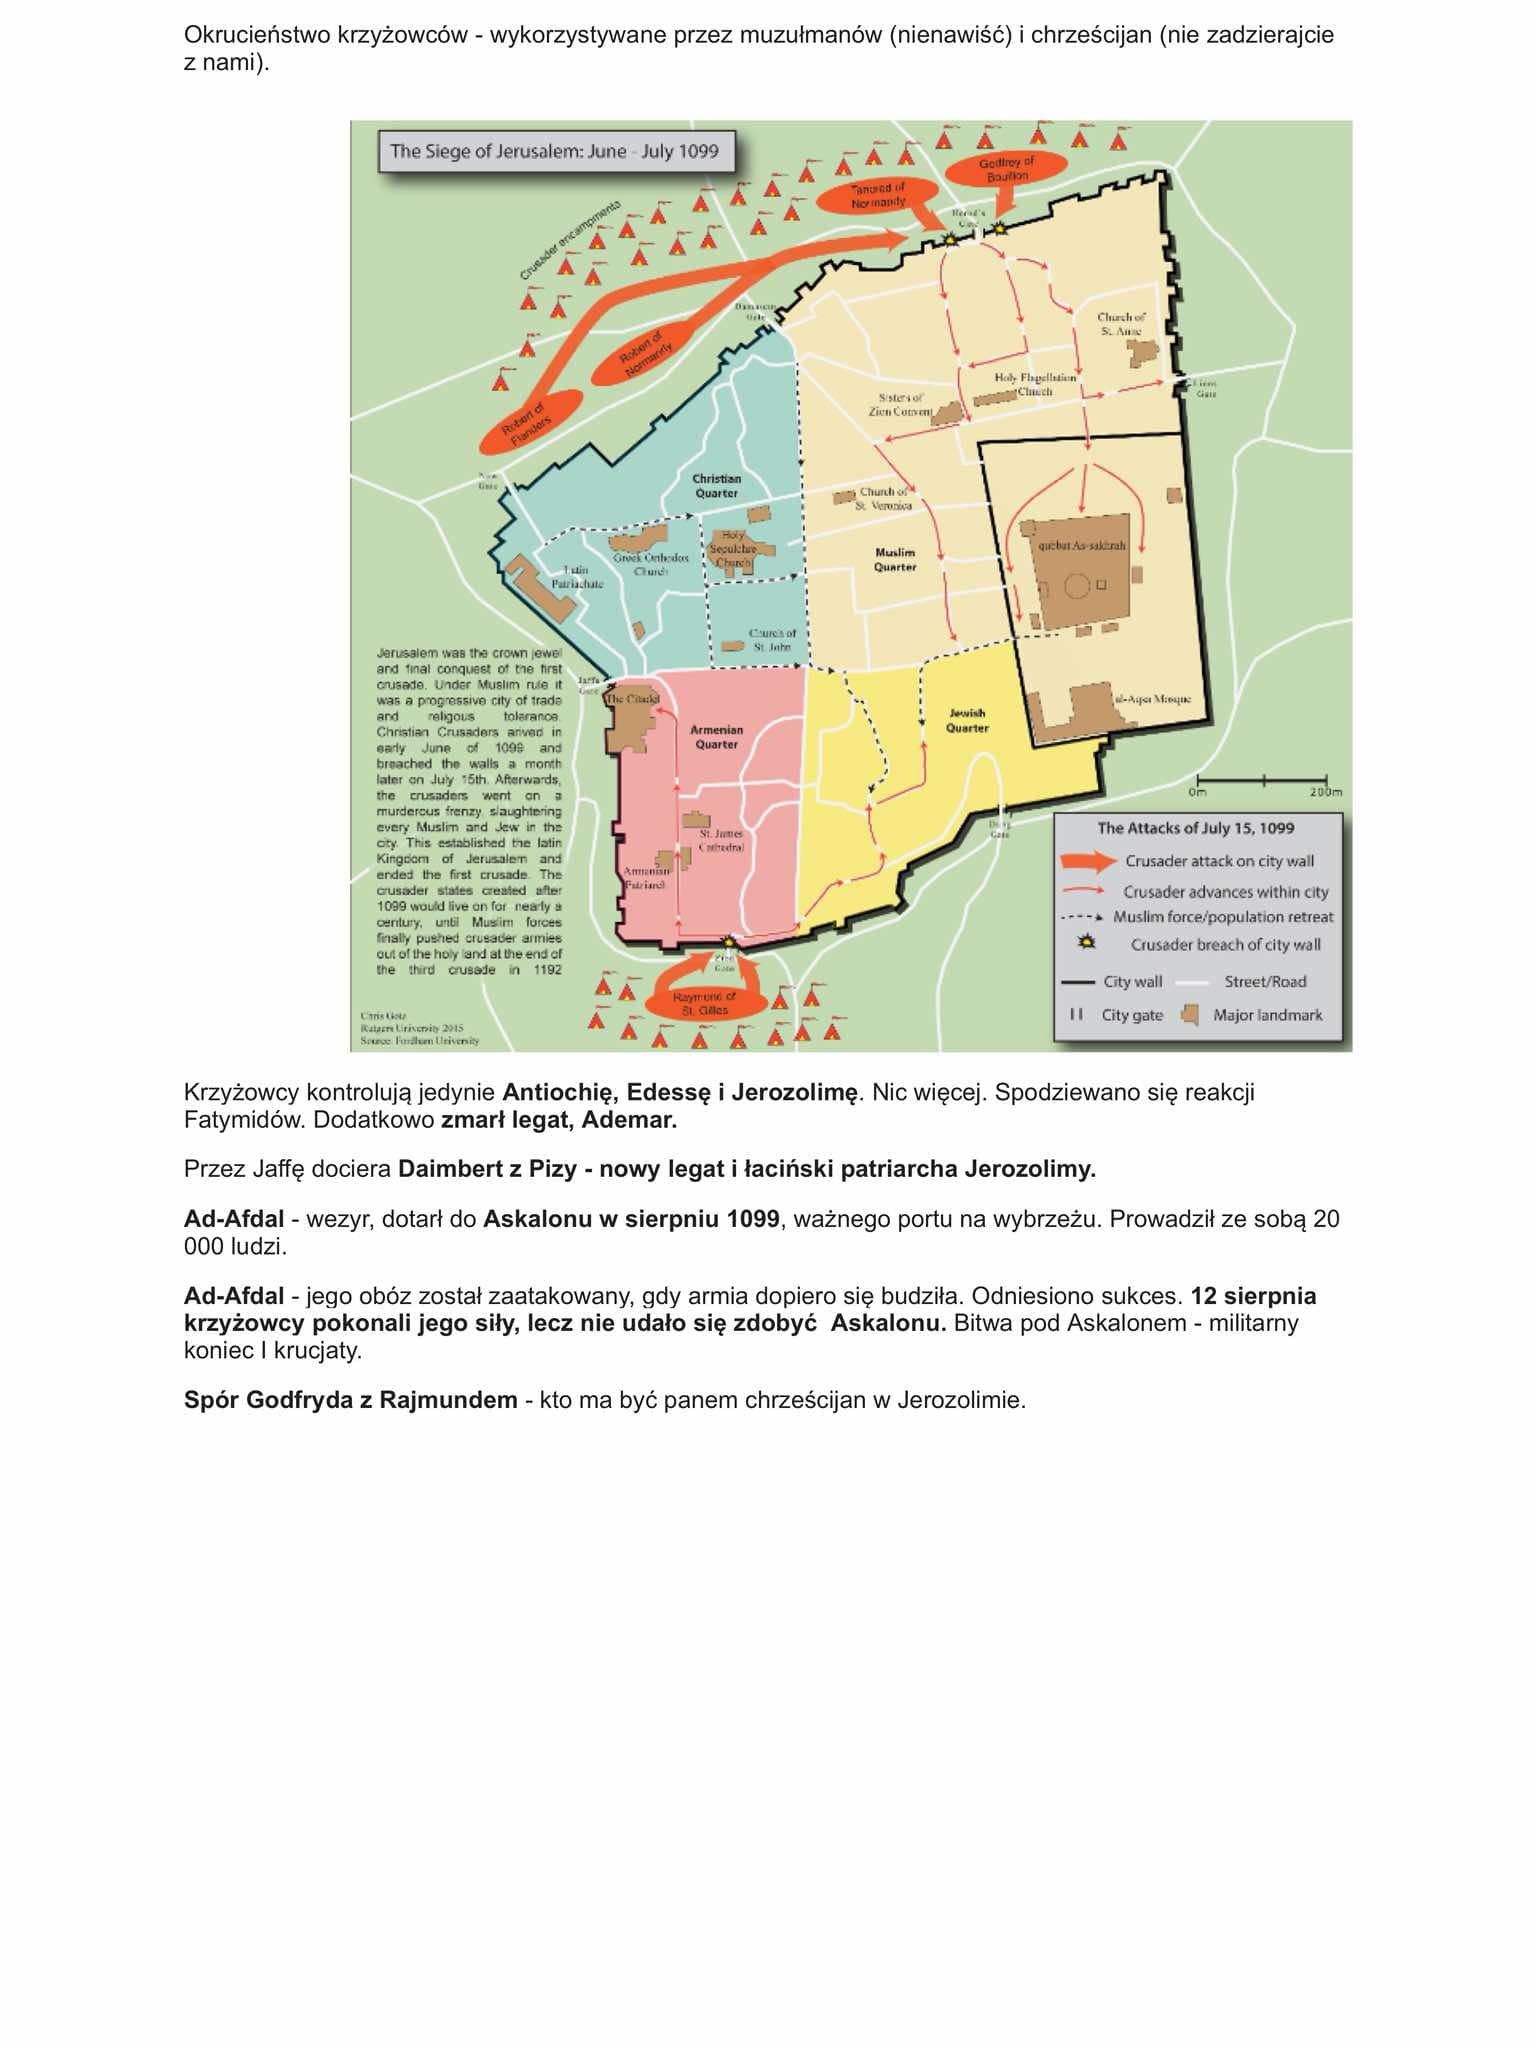 Okrucieństwo krzyżowców - wykorzystywane przez muzułmanów (nienawiść) i chrześcijan (nie zadzierajcie
z nami).
The Siege of Jerusalem: June - July 1099
Godfrey of
Bouillon
Tancred of
Normandy
Herod's
Gate
Crusader encampments
Damascus
Gate
Robert of
Normandy
Robert of
Flanders
Church of
St. Anne
Holy Flagellation
Church
Sisters of
Zion Convent
Gate
New
Gate
Christian
Quarter
Church of
St. Veronica
Greek Orthodox
Church
Holy
Sepulchre
Church
Latin
Patriachate
Muslim
Quarter
qubbat As-sakhrah
Church of
St. John
Jerusalem was the crown jewel
and final conquest of the first
crusade. Under Muslim rule it
was a progressive city of trade
and religous tolerance.
Christian Crusaders arived in
early June of 1099 and
breached the walls a month
later on July 15th. Afterwards,
the crusaders went on a
murderous frenzy, slaughtering
every Muslim and Jew in the
city. This established the latin
Kingdom of Jerusalem and
ended the first crusade. The
crusader states created after
1099 would live on for nearly a
century, until Muslim forces
finally pushed crusader armies
out of the holy land at the end of
the third crusade in 1192
Jaffa
Gate
The Citadel
Armenian
Quarter
Jewish
Quarter
al-Aqsa Mosque
St. James
Cathedral
Armanian
Patriarch
Dung
Gate
Zion
Gate
Raymond of
St. Gilles
0m 200m
The Attacks of July 15, 1099
Crusader attack on city wall
Crusader advances within city
Muslim force/population retreat
Crusader breach of city wall
City wall Street/Road
City gate Major landmark
Chris Gotz
Rutgers University 2015
Source: Fordham University
Krzyżowcy kontrolują jedynie Antiochię, Edessę i Jerozolimę. Nic więcej. Spodziewano się reakcji
Fatymidów. Dodatkowo zmarł legat, Ademar.
Przez Jaffę dociera Daimbert z Pizy - nowy legat i łaciński patriarcha Jerozolimy.
Ad-Afdal - wezyr, dotarł do Askalonu w sierpniu 1099, ważnego portu na wybrzeżu. Prowadził ze sobą 20
000 ludzi.
Ad-Afdal - jego obóz został zaatakowany, gdy armia dopiero się budziła. Odniesiono sukces. 12 sierpnia
krzyżowcy pokonali jego siły, lecz nie udało się zdobyć Askalonu. Bitwa pod Askalonem - militarny
koniec I krucjaty.
Spór Godfryda z Rajmundem - kto ma być panem chrześcijan w Jerozolimie.